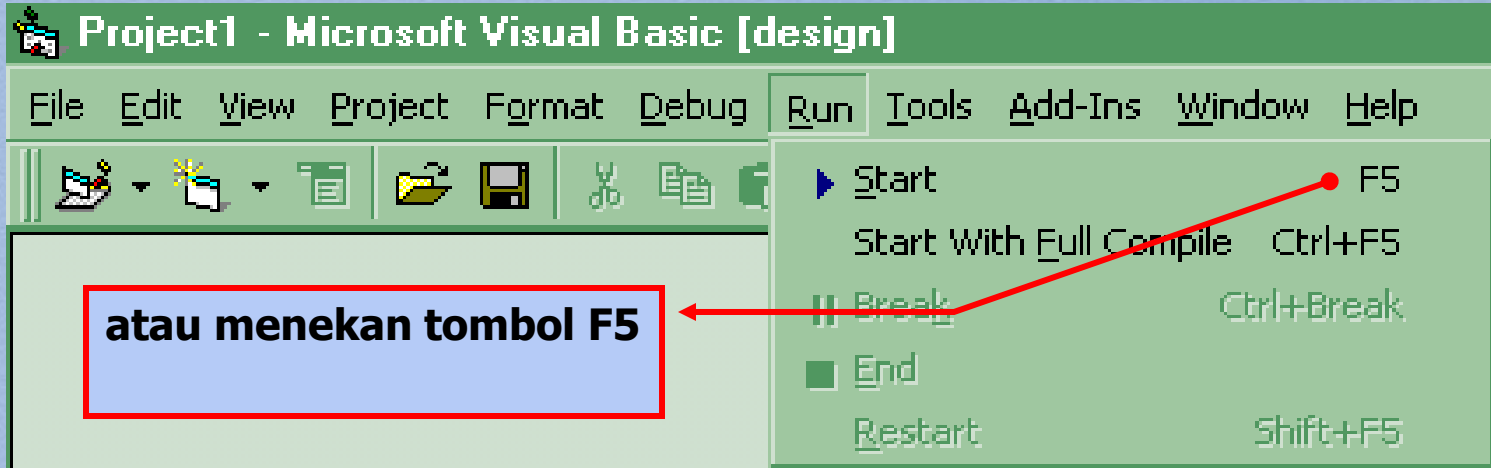 Project1 - Microsoft Visual Basic [design]
File Edit View Project Format Debug Run Tools Add-Ins Window Help
Start F5
Start With Full Compile Ctrl+F5
Break Ctrl+Break
End
Restart Shift+F5
atau menekan tombol F5